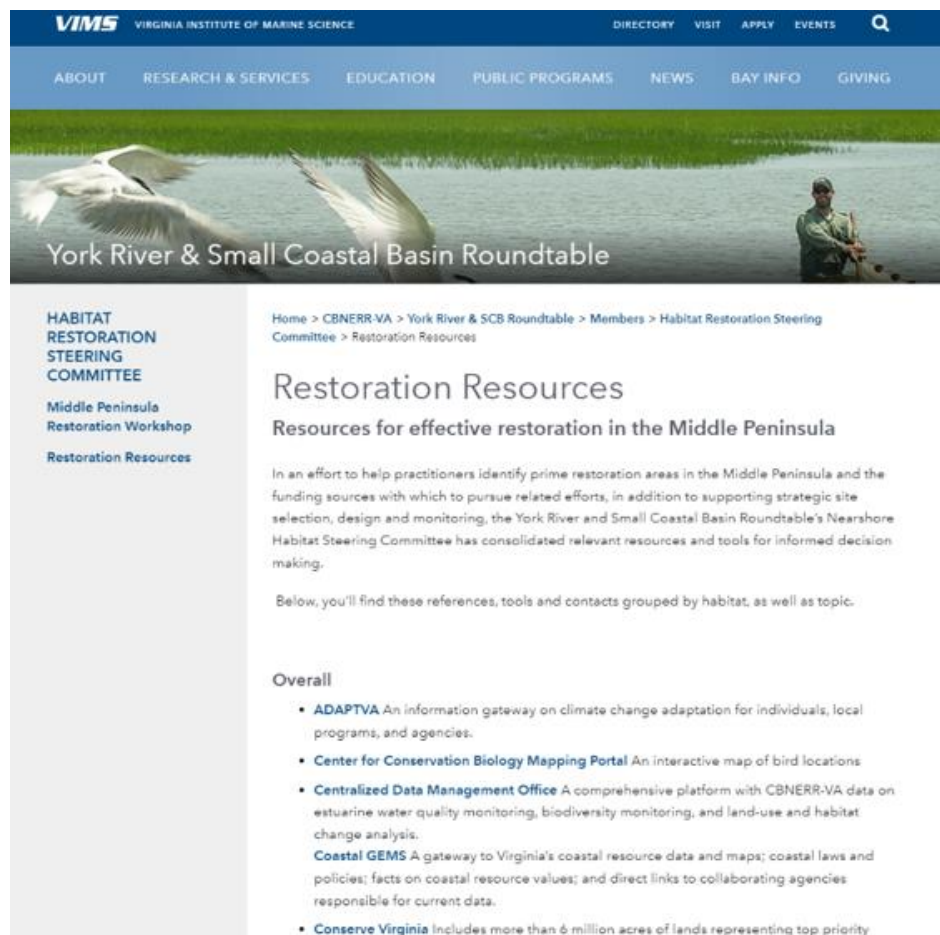 VIMS VIRGINIA INSTITUTE OF MARINE SCIENCE DIRECTORY VISIT APPLY EVENTS
ABOUT RESEARCH & SERVICES EDUCATION PUBLIC PROGRAMS NEWS BAY INFO GIVING
York River & Small Coastal Basin Roundtable
HABITAT
RESTORATION
STEERING
COMMITTEE
Middle Peninsula
Restoration Workshop
Restoration Resources
Home > CBNERR-VA > York River & SCB Roundtable > Members > Habitat Restoration Steering
Committee > Restoration Resources
Restoration Resources
Resources for effective restoration in the Middle Peninsula
In an effort to help practitioners identify prime restoration areas in the Middle Peninsula and the
funding sources with which to pursue related efforts, in addition to supporting strategic site
selection, design and monitoring, the York River and Small Coastal Basin Roundtable's Nearshore
Habitat Steering Committee has consolidated relevant resources and tools for informed decision
making.
Below, you'll find these references, tools and contacts grouped by habitat, as well as topic.
Overall
• ADAPTVA An information gateway on climate change adaptation for individuals, local
programs, and agencies.
• Center for Conservation Biology Mapping Portal An interactive map of bird locations
• Centralized Data Management Office A comprehensive platform with CBNERR-VA data on
estuarine water quality monitoring, biodiversity monitoring, and land-use and habitat
change analysis.
Coastal GEMS A gateway to Virginia's coastal resource data and maps; coastal laws and
policies; facts on coastal resource values; and direct links to collaborating agencies
responsible for current data.
• Conserve Virginia Includes more than 6 million acres of lands representing top priority